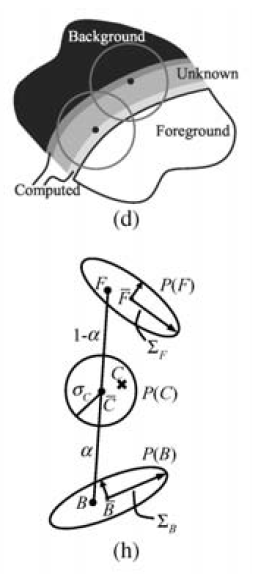 Background
Unknown
Foreground
Computed
(d)
F
F̅
P(F)
1-α
Σ_F
C
σ_C
C̅
P(C)
α
P(B)
B
B̅
Σ_B
(h)